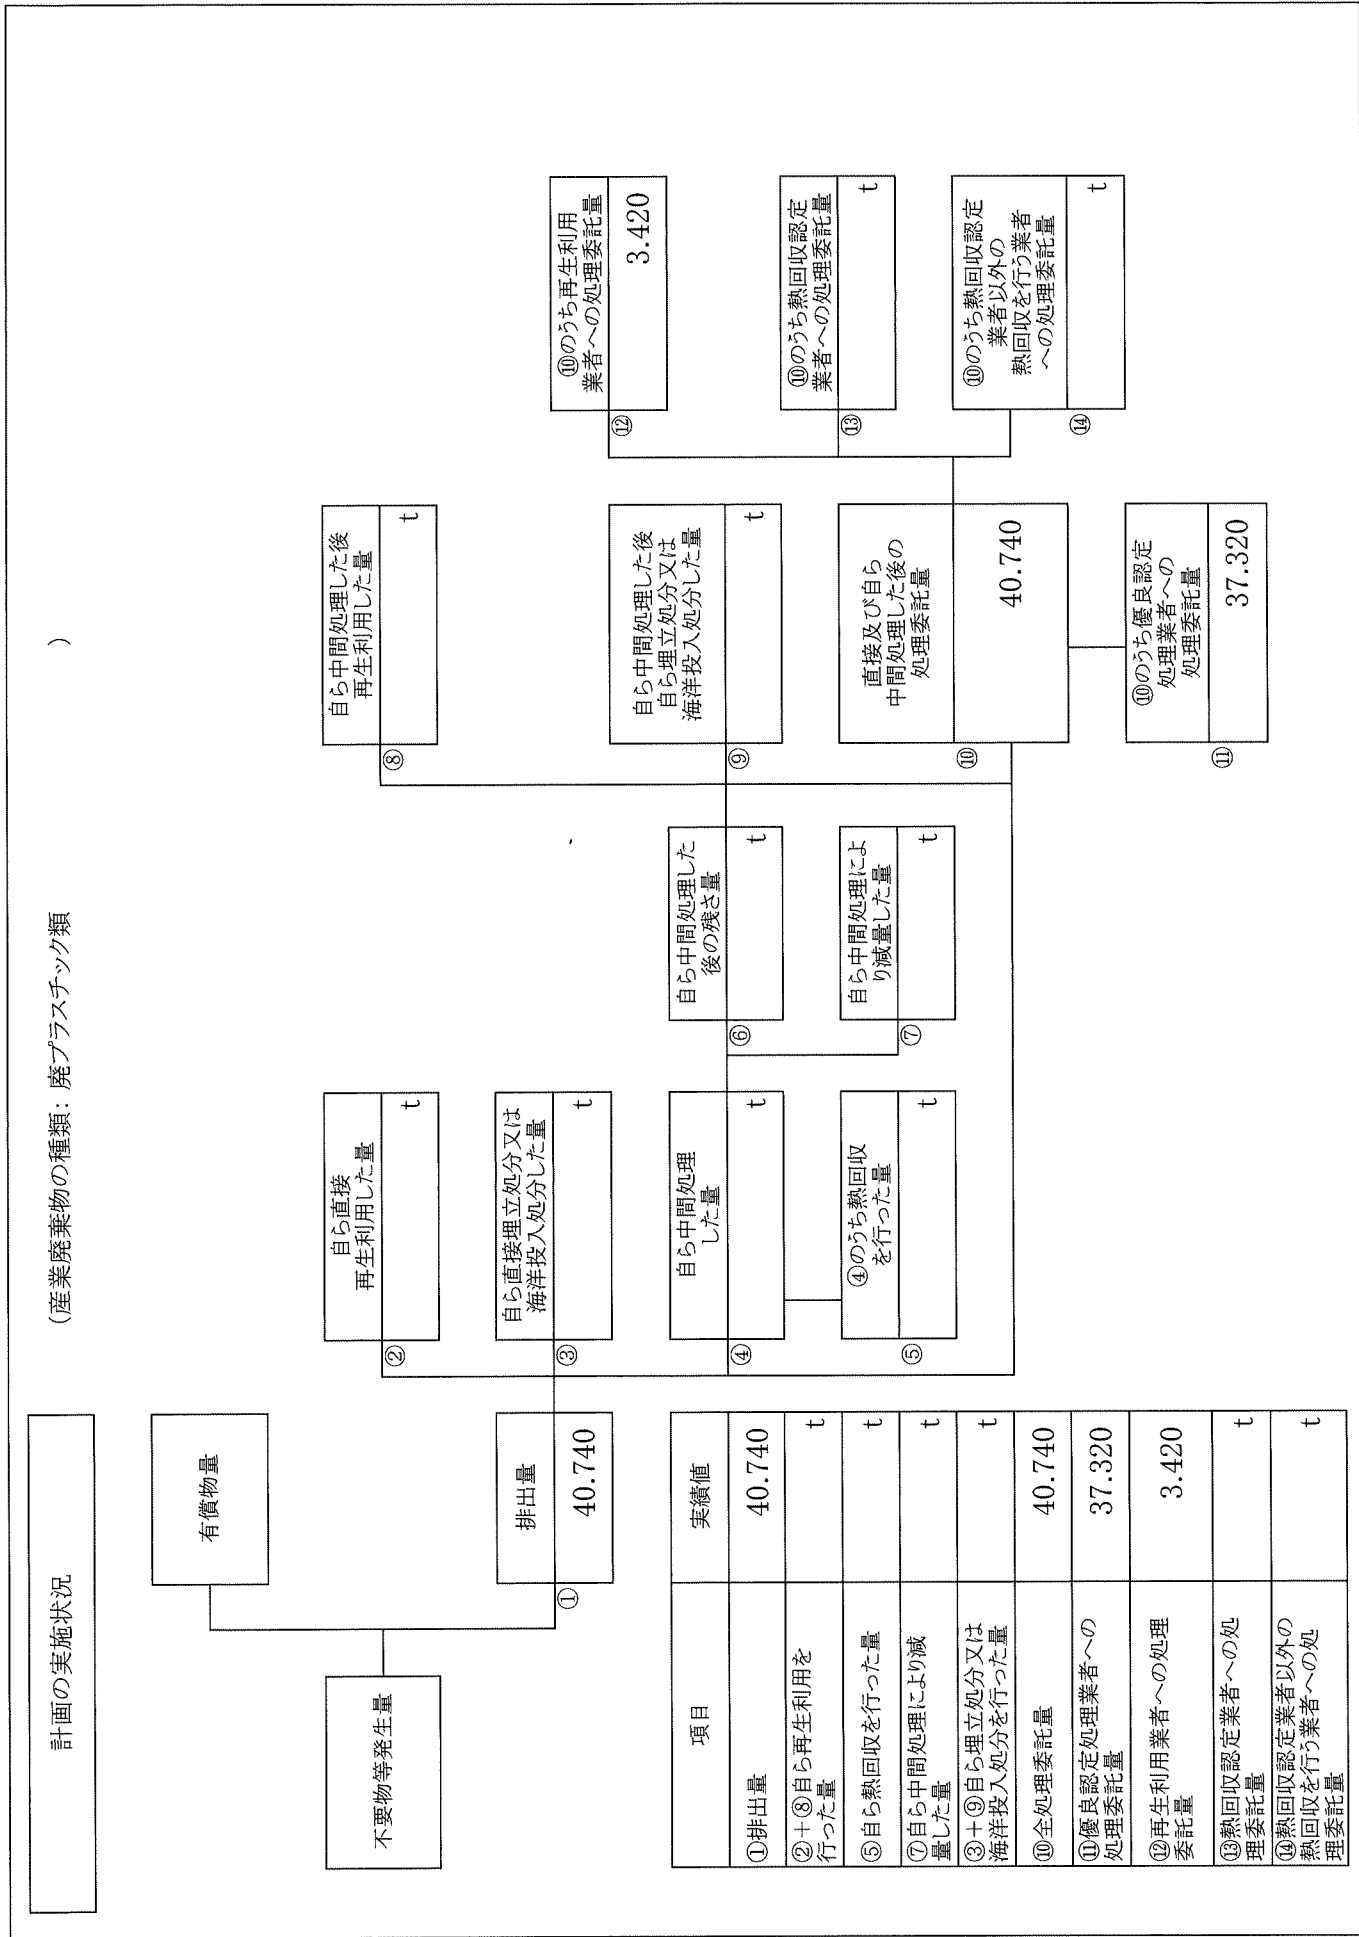 計画の実施状況
(産業廃棄物の種類：廃プラスチック類 )
不要物等発生量
有償物量
①
排出量
40.740
②
自ら直接
再生利用した量
t
③
自ら直接埋立処分又は
海洋投入処分した量
t
④
自ら中間処理
した量
t
⑤
④のうち熱回収
を行った量
t
⑥
自ら中間処理した
後の残さ量
t
⑦
自ら中間処理によ
り減量した量
t
⑧
自ら中間処理した後
再生利用した量
t
⑨
自ら中間処理した後
自ら埋立処分又は
海洋投入処分した量
t
⑩
直接及び自ら
中間処理した後の
処理委託量
40.740
⑪
⑩のうち優良認定
処理業者への
処理委託量
37.320
⑫
⑩のうち再生利用
業者への処理委託量
3.420
⑬
⑩のうち熱回収認定
業者への処理委託量
t
⑭
⑩のうち熱回収認定
業者以外の
熱回収を行う業者
への処理委託量
t
項目 実績値
①排出量 40.740
②+⑧自ら再生利用を
行った量 t
⑤自ら熱回収を行った量 t
⑦自ら中間処理により減
量した量 t
③+⑨自ら埋立処分又は
海洋投入処分を行った量 t
⑩全処理委託量 40.740
⑪優良認定処理業者への
処理委託量 37.320
⑫再生利用業者への処理
委託量 3.420
⑬熱回収認定業者への処
理委託量 t
⑭熱回収認定業者以外の
熱回収を行う業者への処
理委託量 t